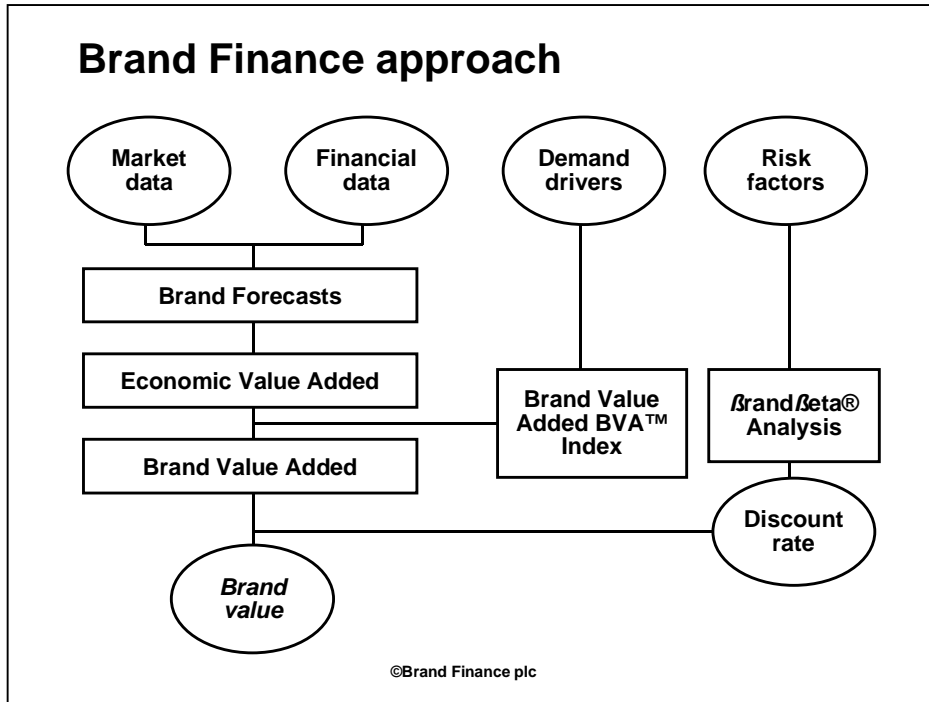 Brand Finance approach
Market
data
Financial
data
Demand
drivers
Risk
factors
Brand Forecasts
Economic Value Added
Brand Value
Added BVA™
Index
ßrandßeta®
Analysis
Brand Value Added
Discount
rate
Brand
value
©Brand Finance plc